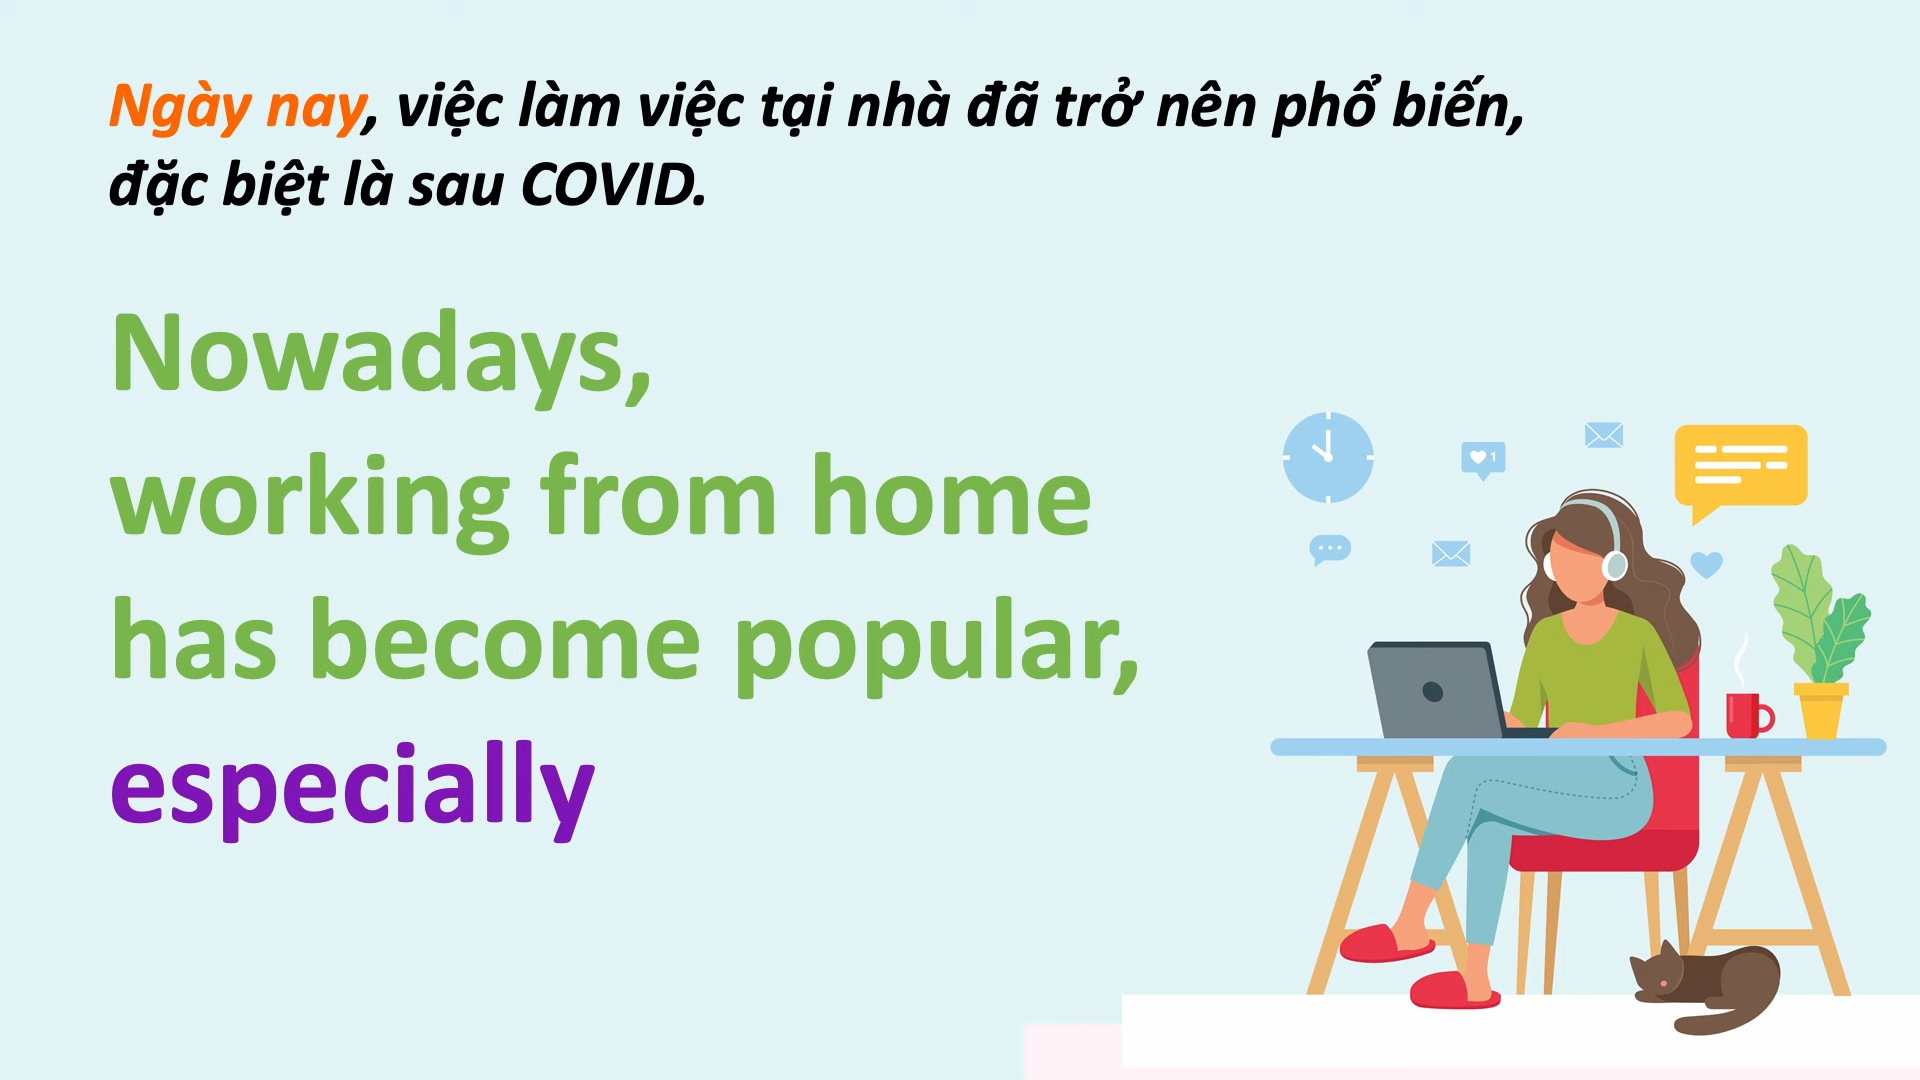 Ngày nay, việc làm việc tại nhà đã trở nên phổ biến,
đặc biệt là sau COVID.
Nowadays,
working from home
has become popular,
especially
1